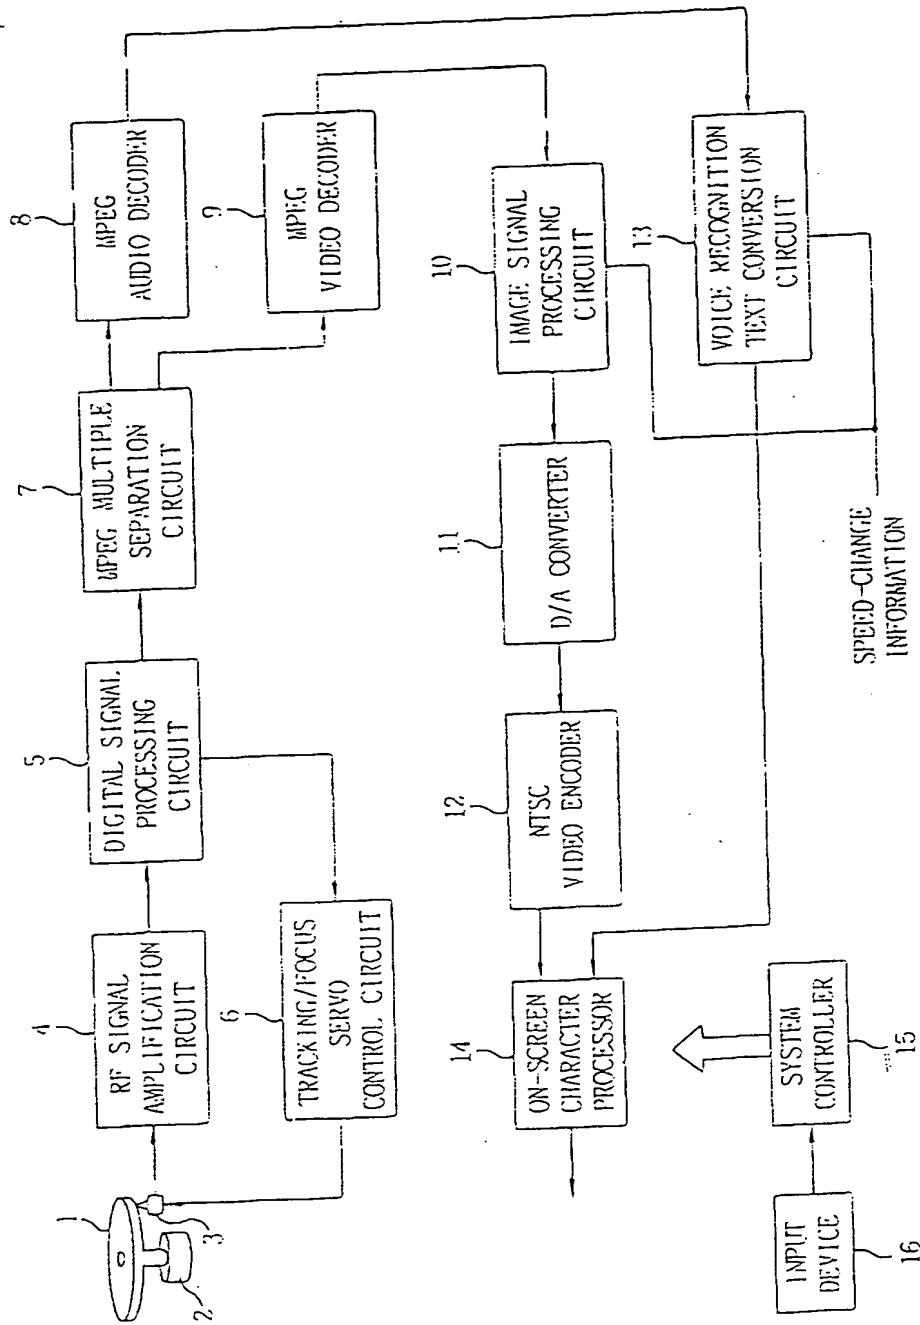 1
2
3
4
RF SIGNAL
AMPLIFICATION
CIRCUIT
5
DIGITAL SIGNAL
PROCESSING
CIRCUIT
6
TRACKING/FOCUS
SERVO
CONTROL CIRCUIT
7
MPEG MULTIPLE
SEPARATION
CIRCUIT
8
MPEG
AUDIO DECODER
9
MPEG
VIDEO DECODER
10
IMAGE SIGNAL
PROCESSING
CIRCUIT
11
D/A CONVERTER
12
NTSC
VIDEO ENCODER
13
VOICE RECOGNITION
TEXT CONVERSION
CIRCUIT
SPEED-CHANGE
INFORMATION
14
ON-SCREEN
CHARACTER
PROCESSOR
SYSTEM
CONTROLLER
15
INPUT
DEVICE
16